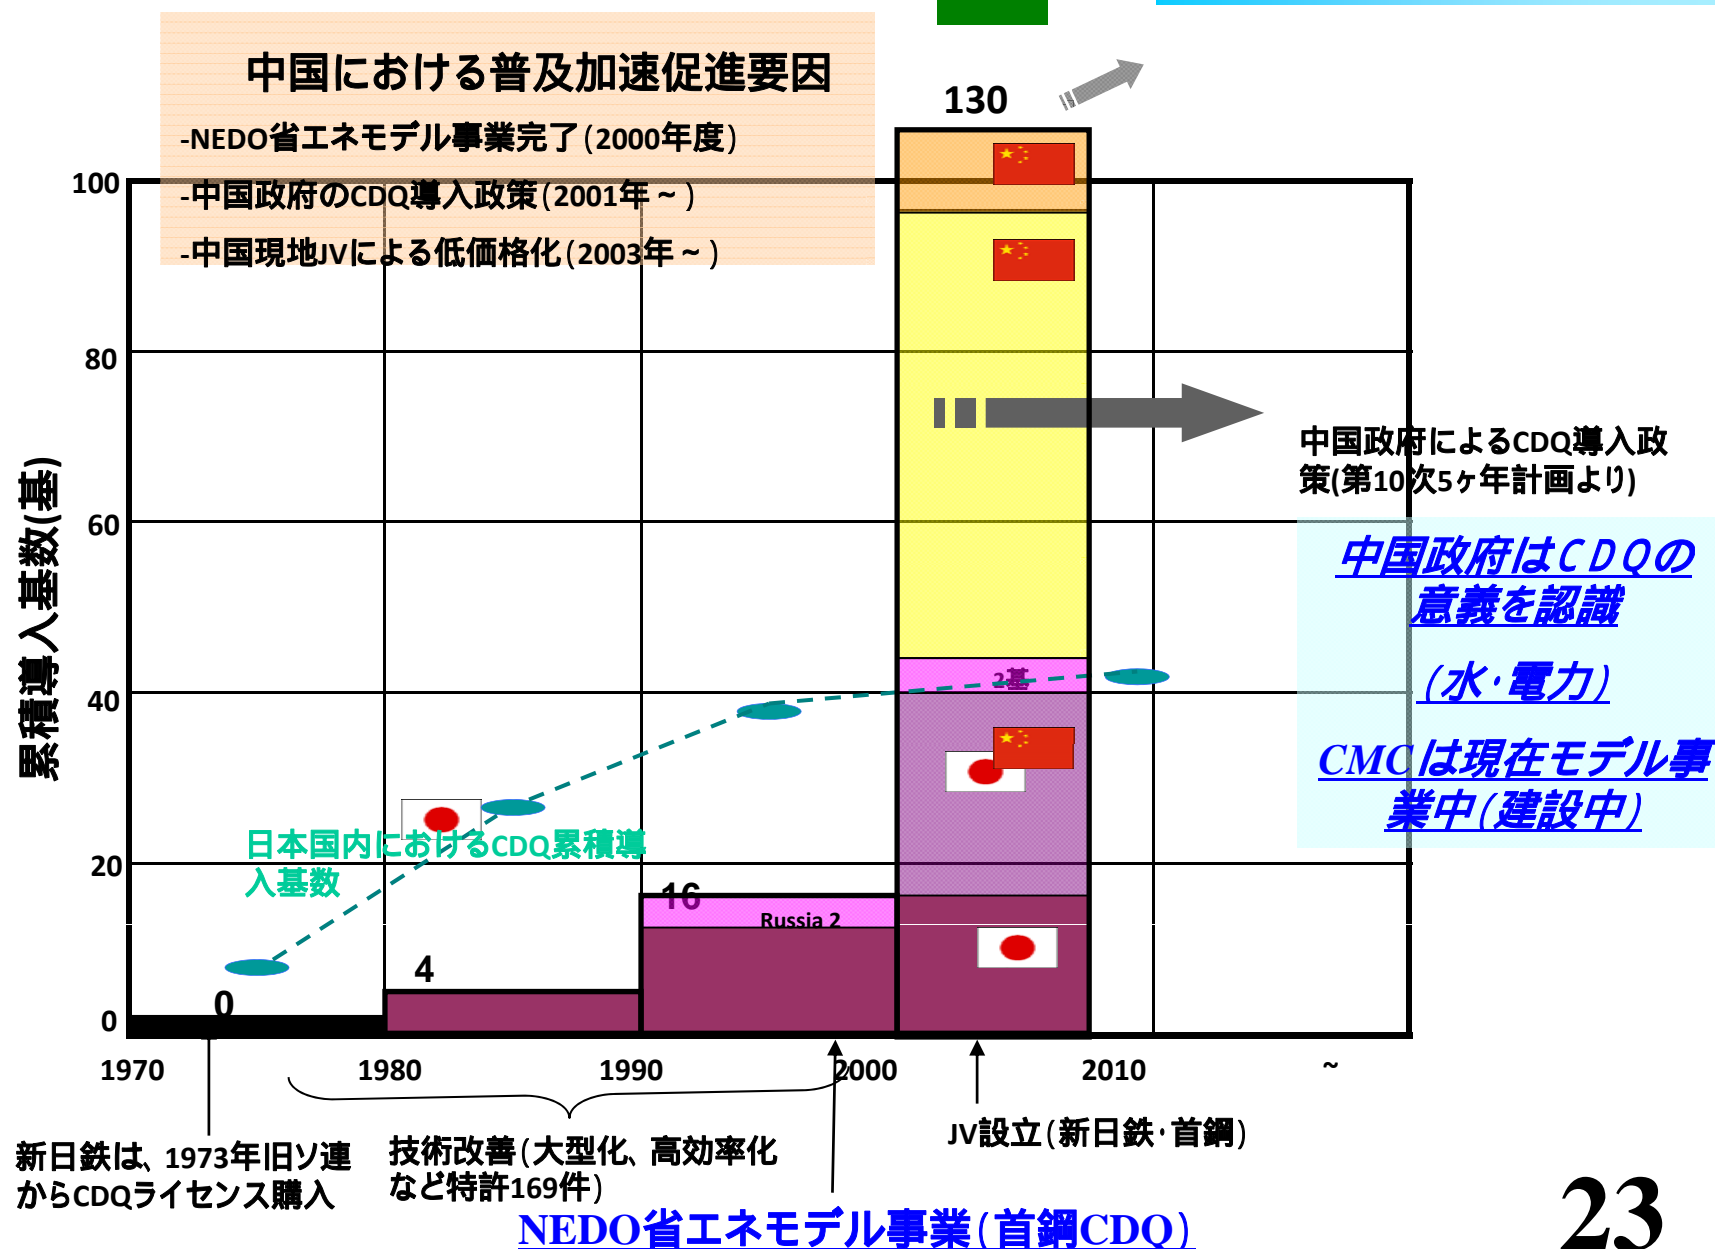 中国における普及加速促進要因
-NEDO省エネモデル事業完了(2000年度)
-中国政府のCDQ導入政策(2001年~)
-中国現地JVによる低価格化(2003年~)
130
100
80
60
40
20
0
累積導入基数(基)
中国政府によるCDQ導入政
策(第10次5ヶ年計画より)
中国政府はCDQの
意義を認識
(水・電力)
CMCは現在モデル事
業中(建設中)
2基
日本国内におけるCDQ累積導
入基数
16
Russia 2
4
0
1970
1980
1990
2000
2010
~
新日鉄は、1973年旧ソ連
からCDQライセンス購入
技術改善(大型化、高効率化
など特許169件)
JV設立(新日鉄・首鋼)
NEDO省エネモデル事業(首鋼CDQ)
23